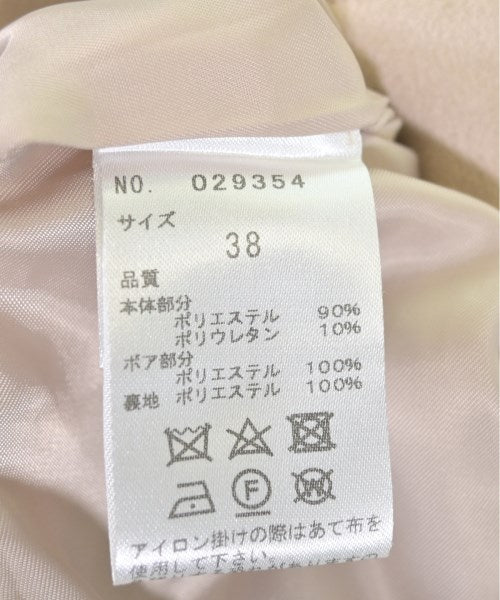 NO. 029354
サイズ
38
品質
本体部分
ポリエステル 90%
ポリウレタン 10%
ボア部分
ポリエステル 100%
裏地 ポリエステル 100%
F
W
アイロン掛けの際はあて布を
使用して下さい。